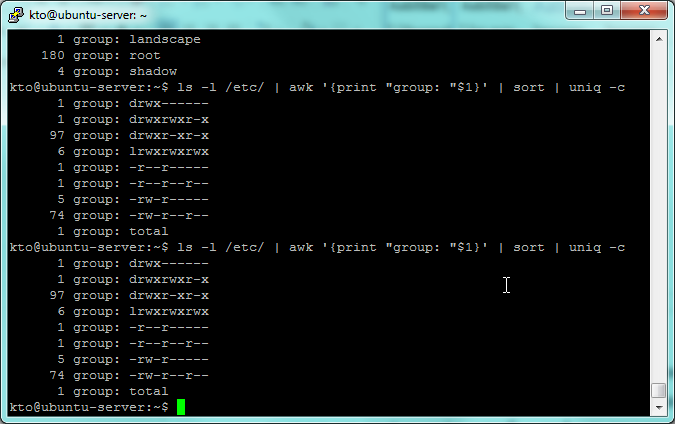 kto@ubuntu-server: ~
1 group: landscape
180 group: root
4 group: shadow
kto@ubuntu-server:~$ ls -l /etc/ | awk '{print "group: "$1}' | sort | uniq -c
1 group: drwx------
1 group: drwxrwxr-x
97 group: drwxr-xr-x
6 group: lrwxrwxrwx
1 group: -r--r-----
1 group: -r--r--r--
5 group: -rw-r-----
74 group: -rw-r--r--
1 group: total
kto@ubuntu-server:~$ ls -l /etc/ | awk '{print "group: "$1}' | sort | uniq -c
1 group: drwx------
1 group: drwxrwxr-x
97 group: drwxr-xr-x
6 group: lrwxrwxrwx
1 group: -r--r-----
1 group: -r--r--r--
5 group: -rw-r-----
74 group: -rw-r--r--
1 group: total
kto@ubuntu-server:~$